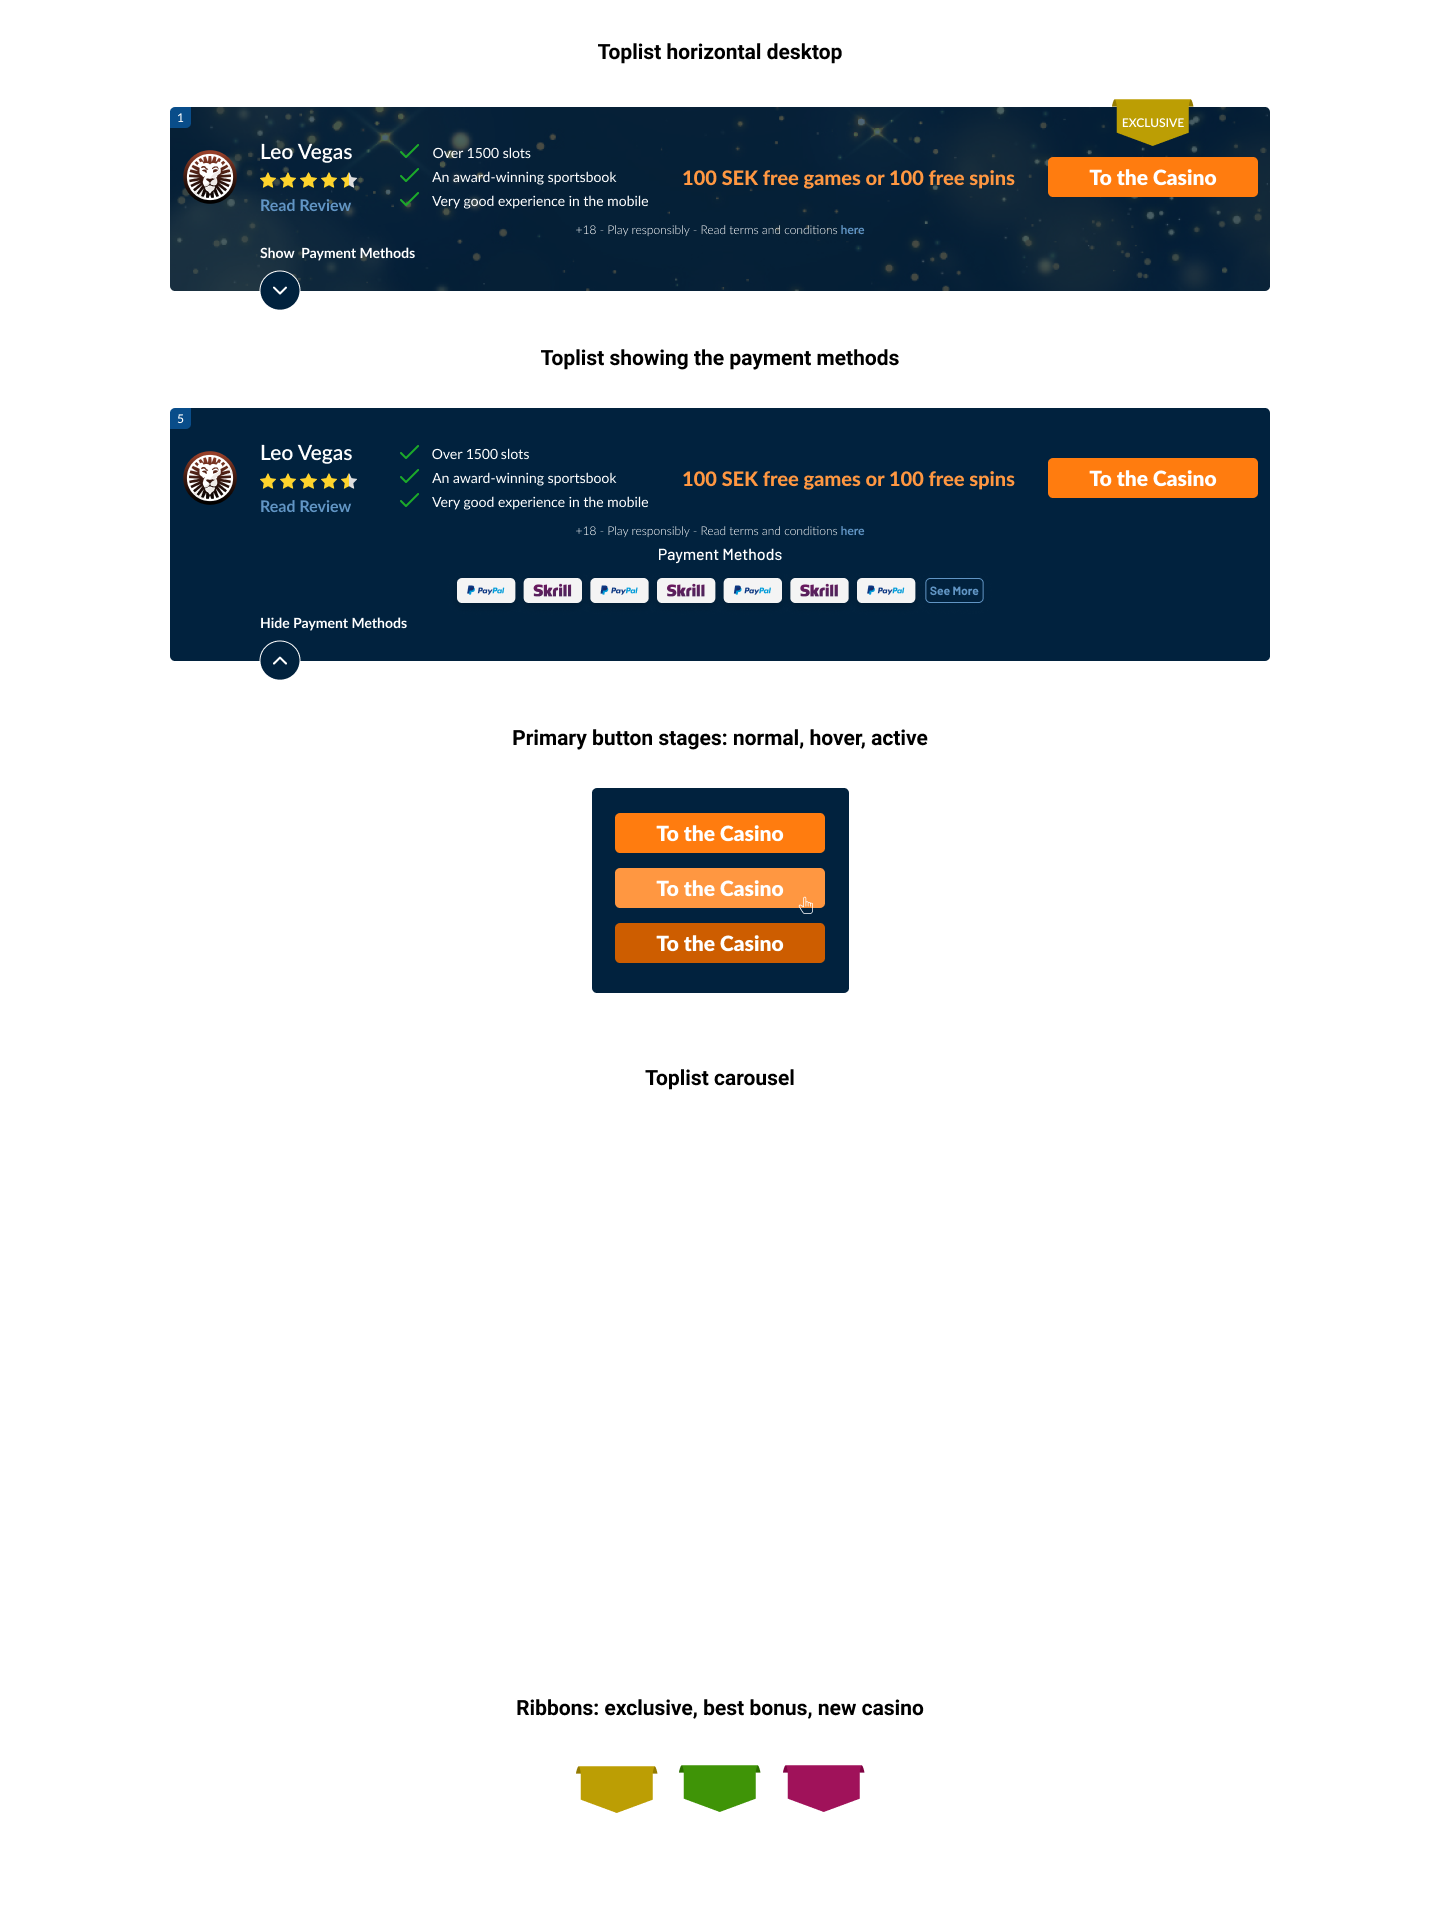 Toplist horizontal desktop
1
EXCLUSIVE
Leo Vegas
Read Review
Over 1500 slots
An award-winning sportsbook
Very good experience in the mobile
100 SEK free games or 100 free spins
To the Casino
+18 - Play responsibly - Read terms and conditions here
Show Payment Methods
Toplist showing the payment methods
5
Leo Vegas
Read Review
Over 1500 slots
An award-winning sportsbook
Very good experience in the mobile
100 SEK free games or 100 free spins
To the Casino
+18 - Play responsibly - Read terms and conditions here
Payment Methods
PayPal Skrill PayPal Skrill PayPal Skrill PayPal See More
Hide Payment Methods
Primary button stages: normal, hover, active
To the Casino
To the Casino
To the Casino
Toplist carousel
Ribbons: exclusive, best bonus, new casino